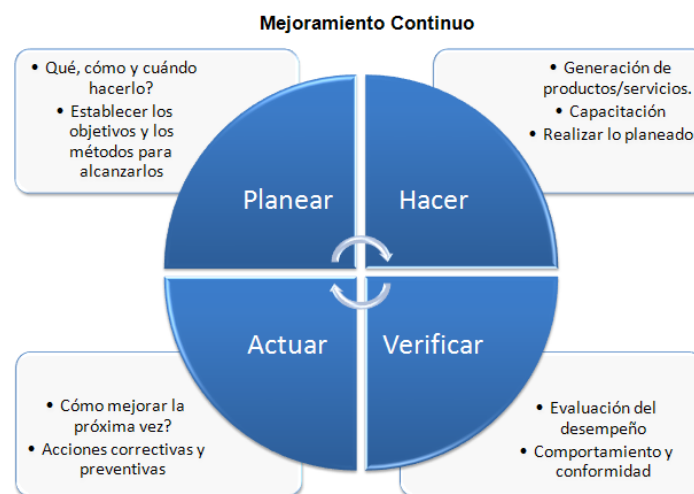 Mejoramiento Continuo
• Qué, cómo y cuándo
hacerlo?
• Establecer los
objetivos y los
métodos para
alcanzarlos
• Generación de
productos/servicios.
• Capacitación
• Realizar lo planeado
Planear
Hacer
Actuar
Verificar
• Cómo mejorar la
próxima vez?
• Acciones correctivas y
preventivas
• Evaluación del
desempeño
• Comportamiento y
conformidad